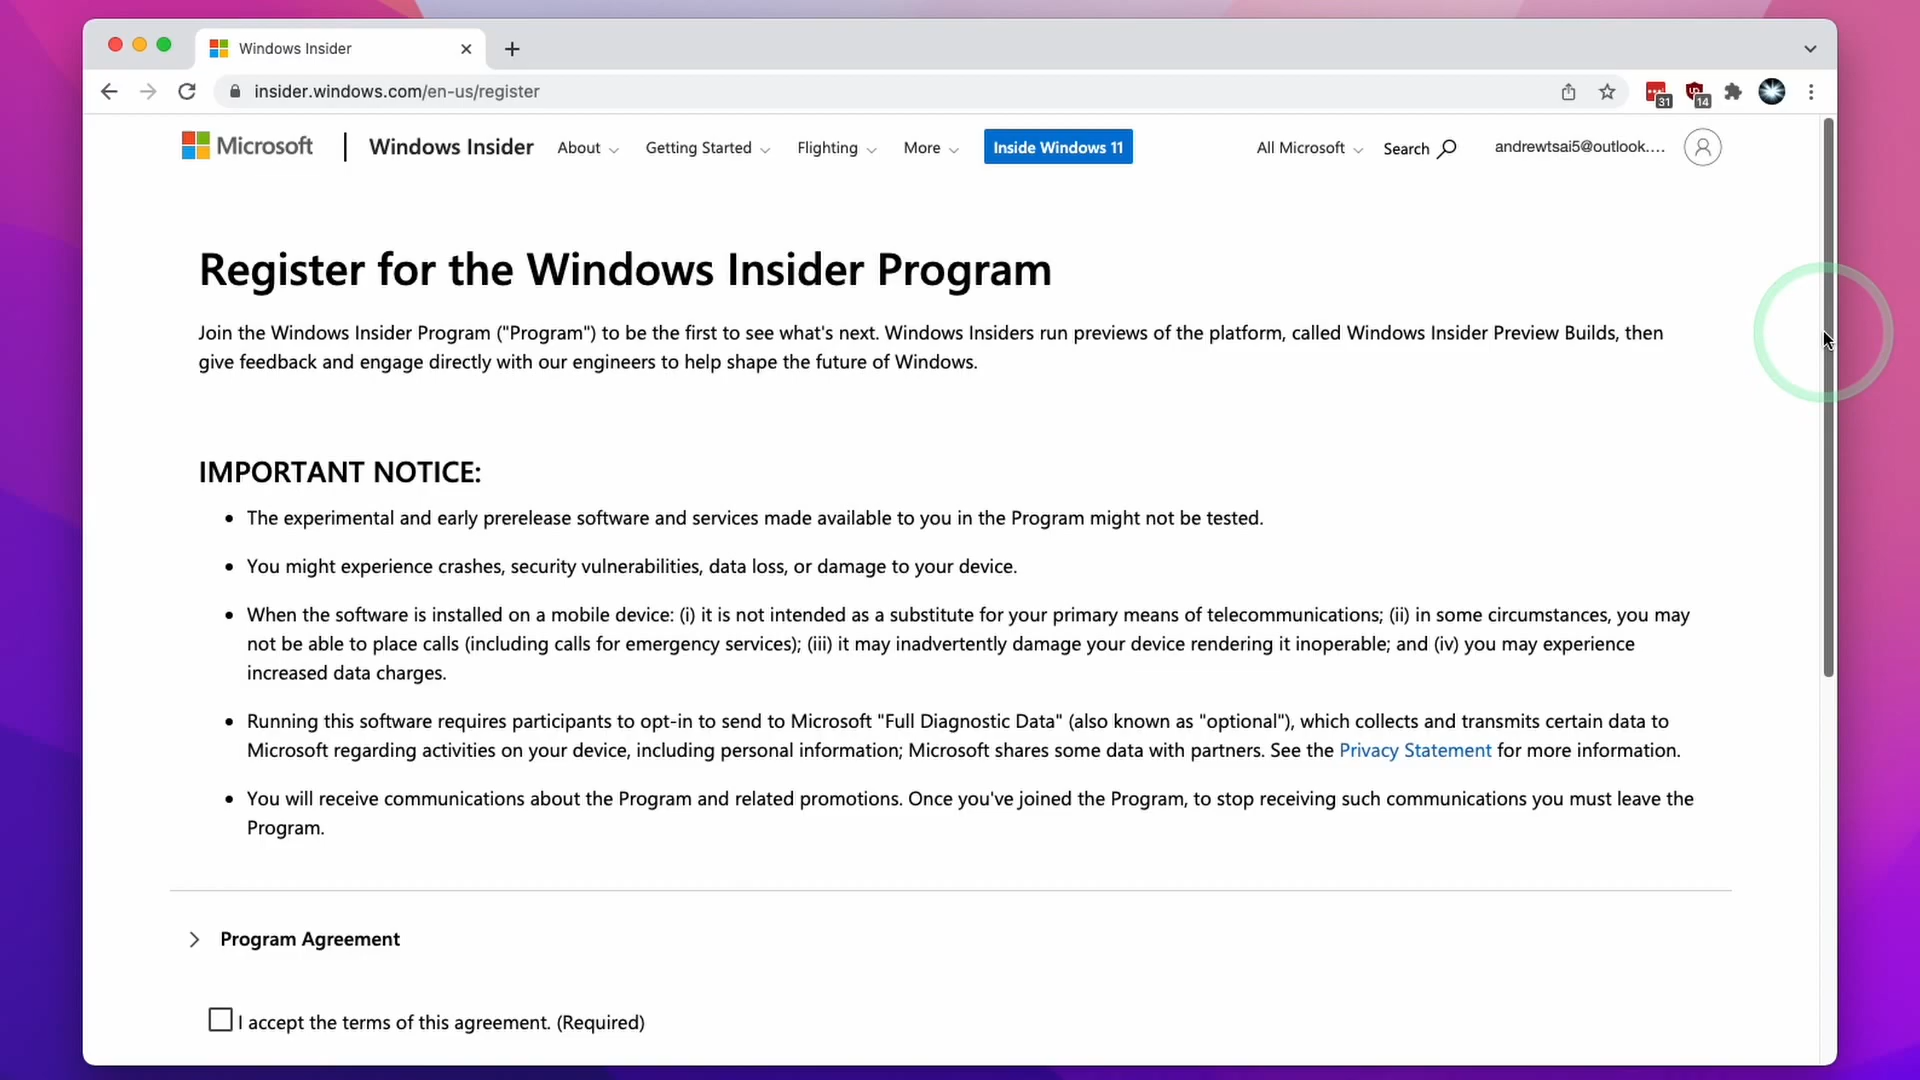 Windows Insider
insider.windows.com/en-us/register
31
14
Microsoft
Windows Insider
About
Getting Started
Flighting
More
Inside Windows 11
All Microsoft
Search
andrewtsai5@outlook....
Register for the Windows Insider Program
Join the Windows Insider Program ("Program") to be the first to see what's next. Windows Insiders run previews of the platform, called Windows Insider Preview Builds, then
give feedback and engage directly with our engineers to help shape the future of Windows.
IMPORTANT NOTICE:
The experimental and early prerelease software and services made available to you in the Program might not be tested.
You might experience crashes, security vulnerabilities, data loss, or damage to your device.
When the software is installed on a mobile device: (i) it is not intended as a substitute for your primary means of telecommunications; (ii) in some circumstances, you may
not be able to place calls (including calls for emergency services); (iii) it may inadvertently damage your device rendering it inoperable; and (iv) you may experience
increased data charges.
Running this software requires participants to opt-in to send to Microsoft "Full Diagnostic Data" (also known as "optional"), which collects and transmits certain data to
Microsoft regarding activities on your device, including personal information; Microsoft shares some data with partners. See the Privacy Statement for more information.
You will receive communications about the Program and related promotions. Once you've joined the Program, to stop receiving such communications you must leave the
Program.
Program Agreement
I accept the terms of this agreement. (Required)